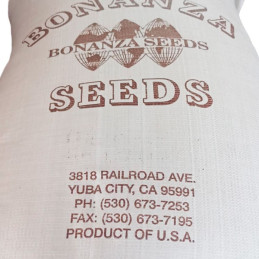 BONANZA
BONANZA SEEDS
SEEDS
3818 RAILROAD AVE.
YUBA CITY, CA 95991
PH: (530) 673-7253
FAX: (530) 673-7195
PRODUCT OF U.S.A.